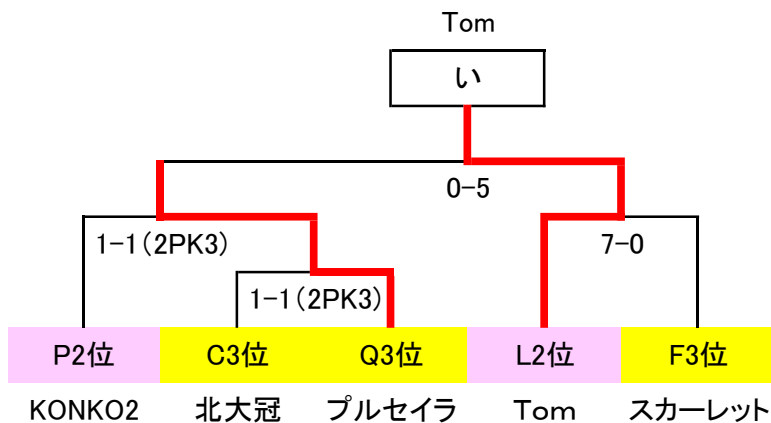 Tom
い
0-5
1-1(2PK3)
7-0
1-1(2PK3)
P2位 C3位 Q3位 L2位 F3位
KONKO2 北大冠 プルセイラ Tom スカーレット